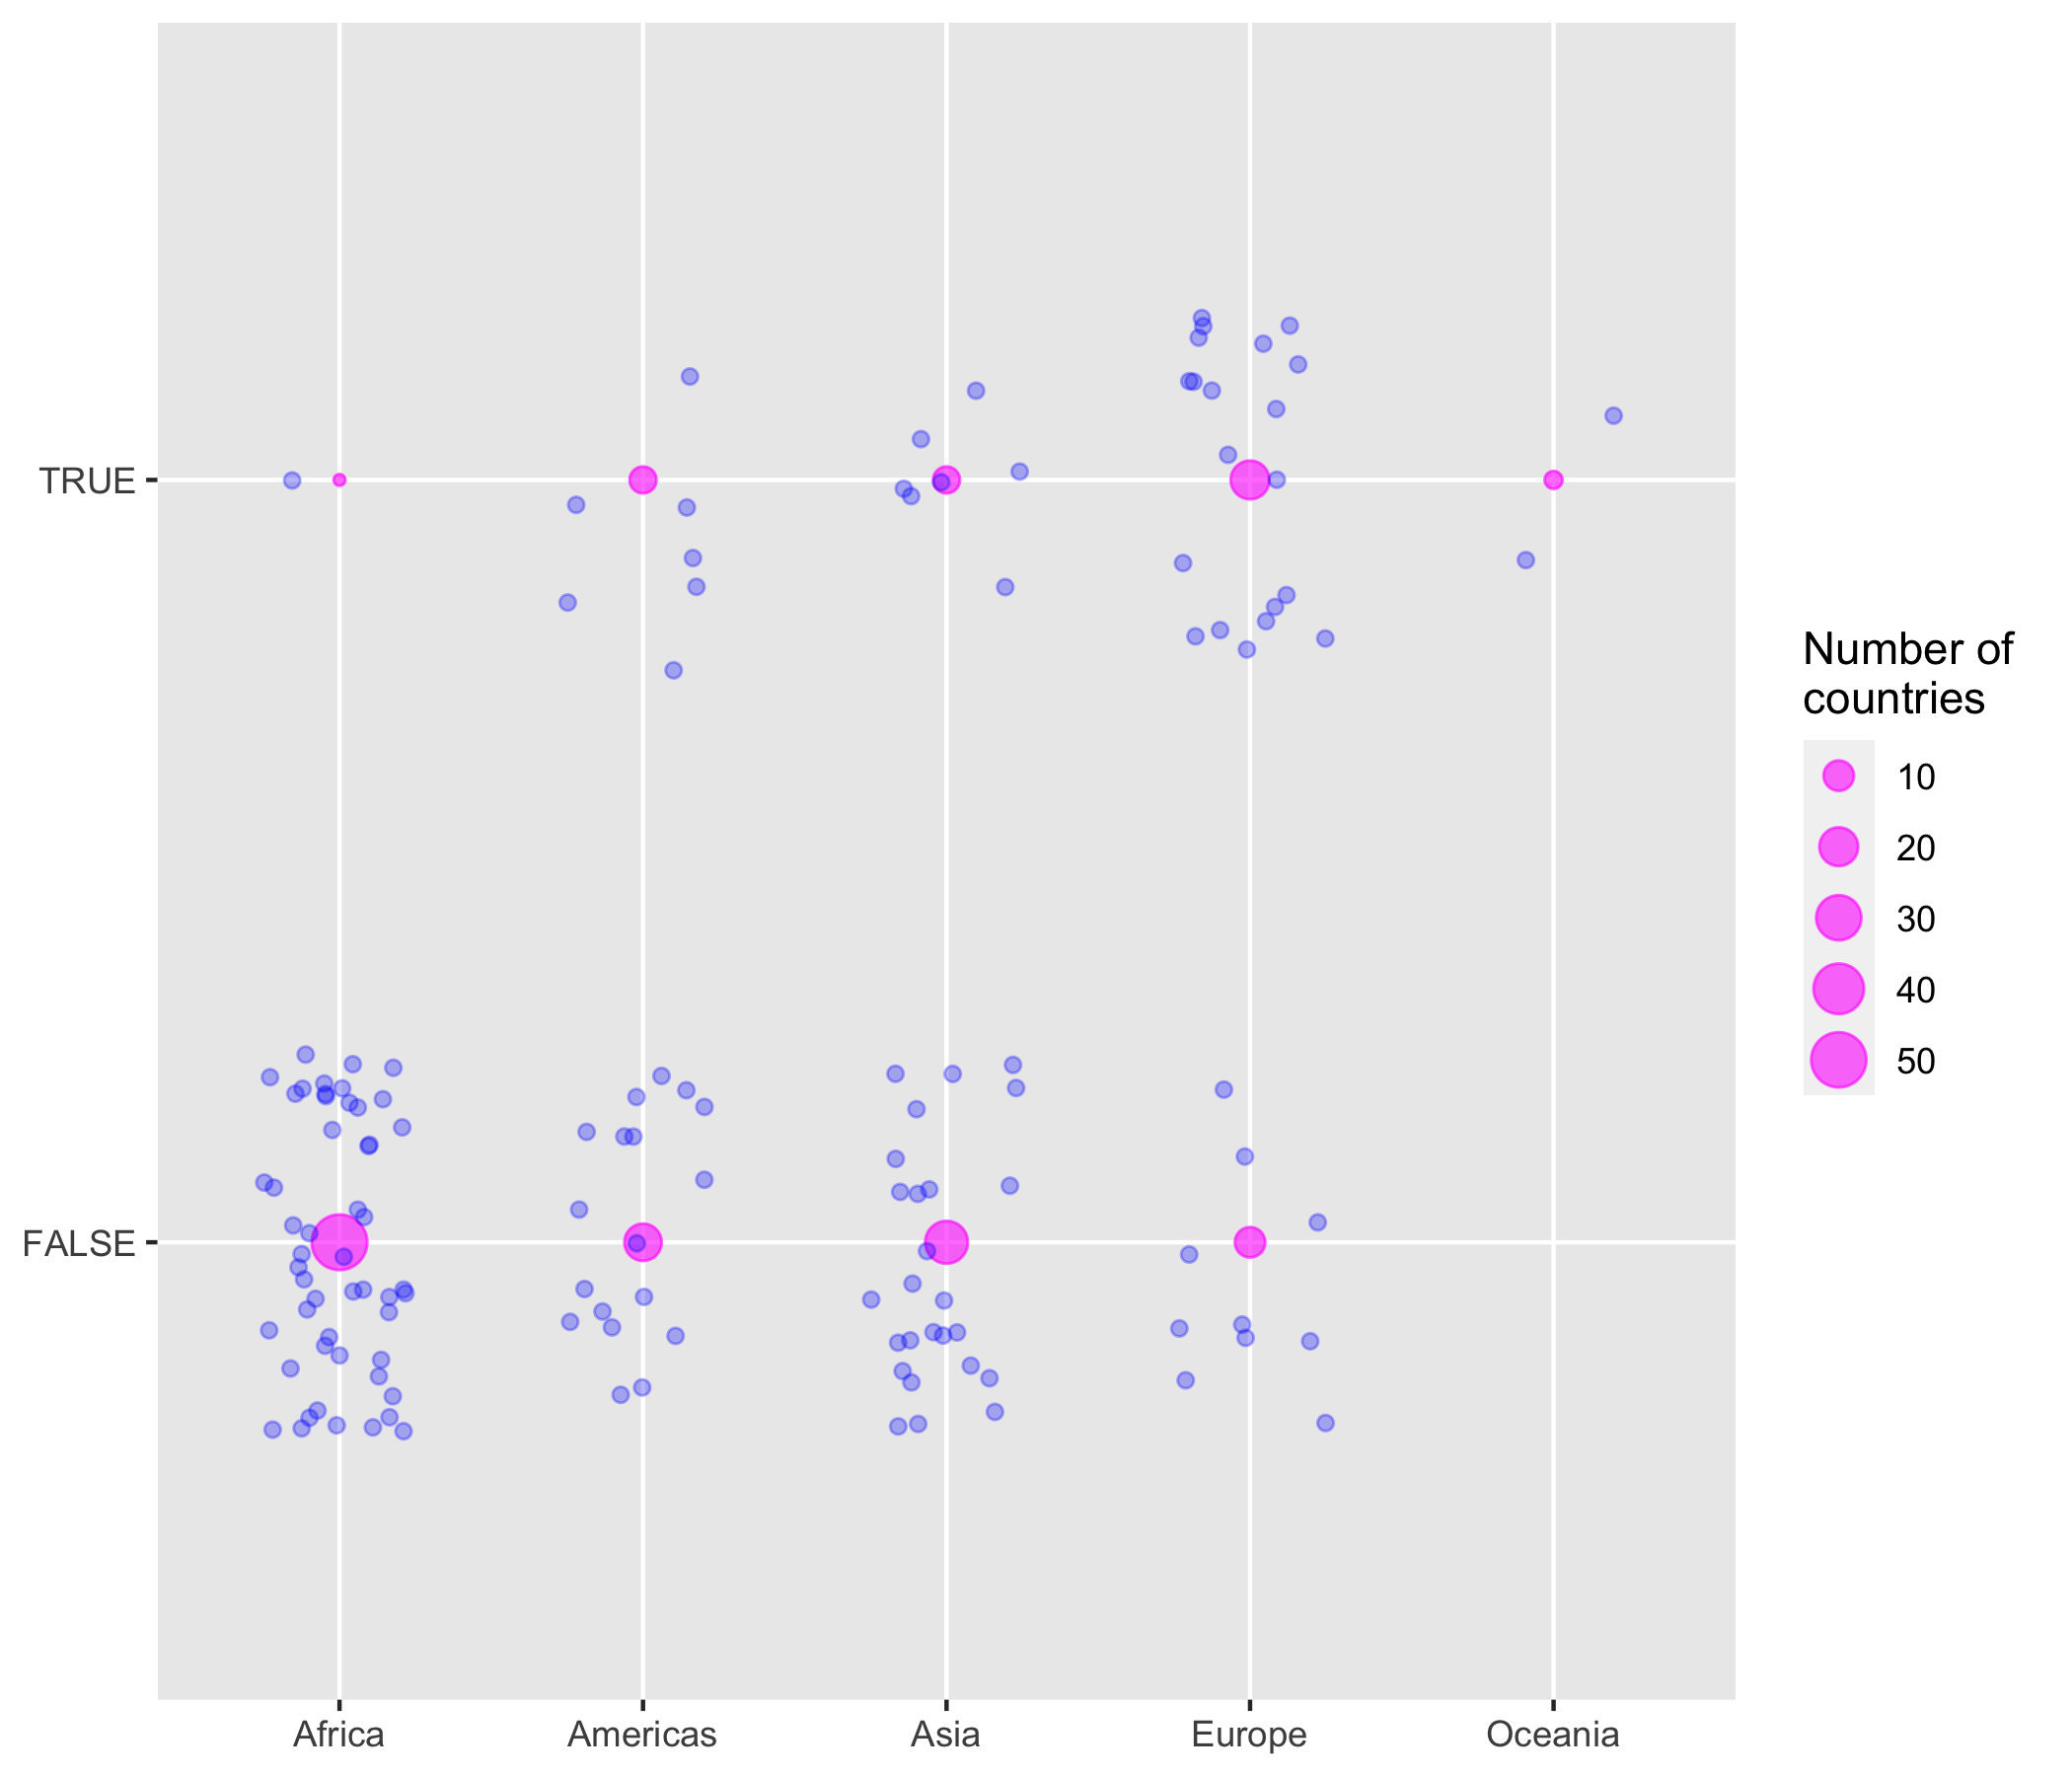 TRUE
FALSE
Africa
Americas
Asia
Europe
Oceania
Number of
countries
10
20
30
40
50